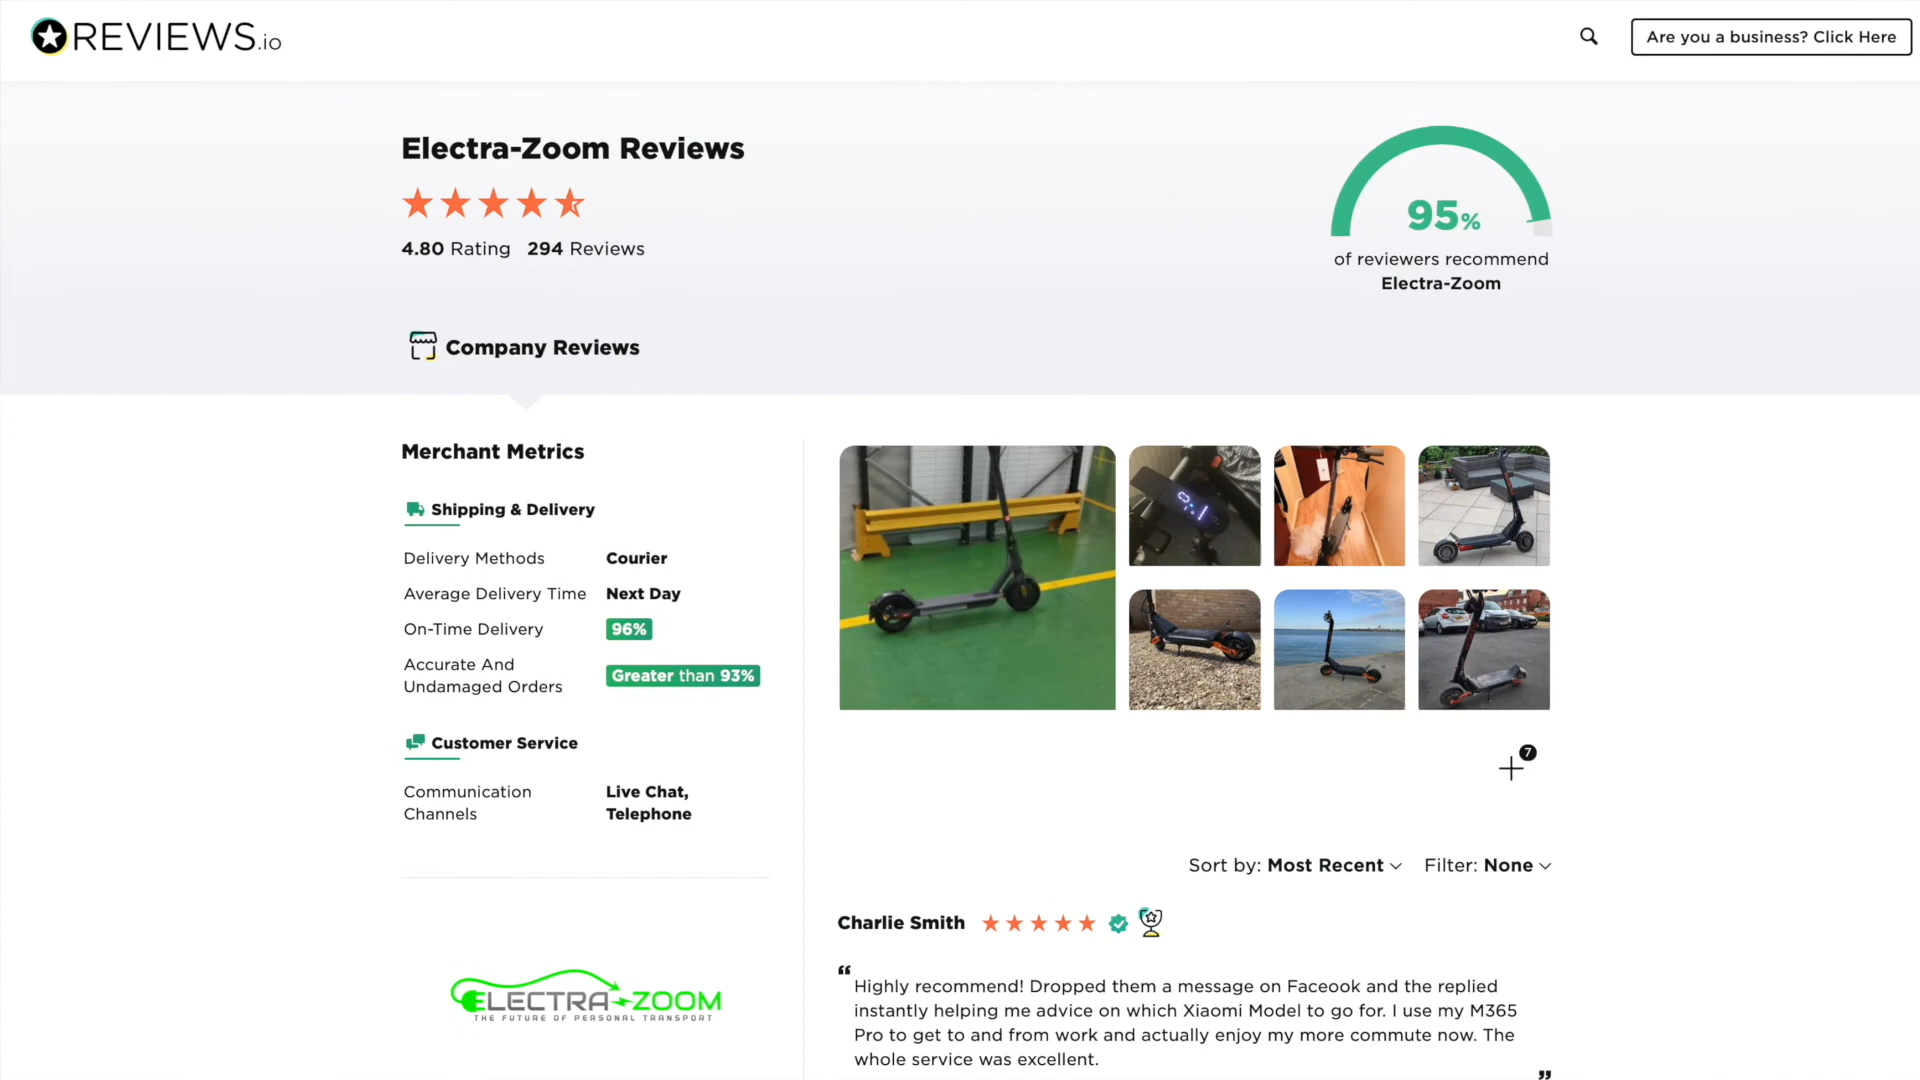 REVIEWS.io
Are you a business? Click Here
Electra-Zoom Reviews
4.80 Rating 294 Reviews
95%
of reviewers recommend
Electra-Zoom
Company Reviews
Merchant Metrics
Shipping & Delivery
Delivery Methods Courier
Average Delivery Time Next Day
On-Time Delivery 96%
Accurate And
Undamaged Orders
Greater than 93%
Customer Service
Communication
Channels
Live Chat,
Telephone
ELECTRA-ZOOM
THE FUTURE OF PERSONAL TRANSPORT
7
Sort by: Most Recent Filter: None
Charlie Smith
“ Highly recommend! Dropped them a message on Faceook and the replied
instantly helping me advice on which Xiaomi Model to go for. I use my M365
Pro to get to and from work and actually enjoy my more commute now. The
whole service was excellent. ”